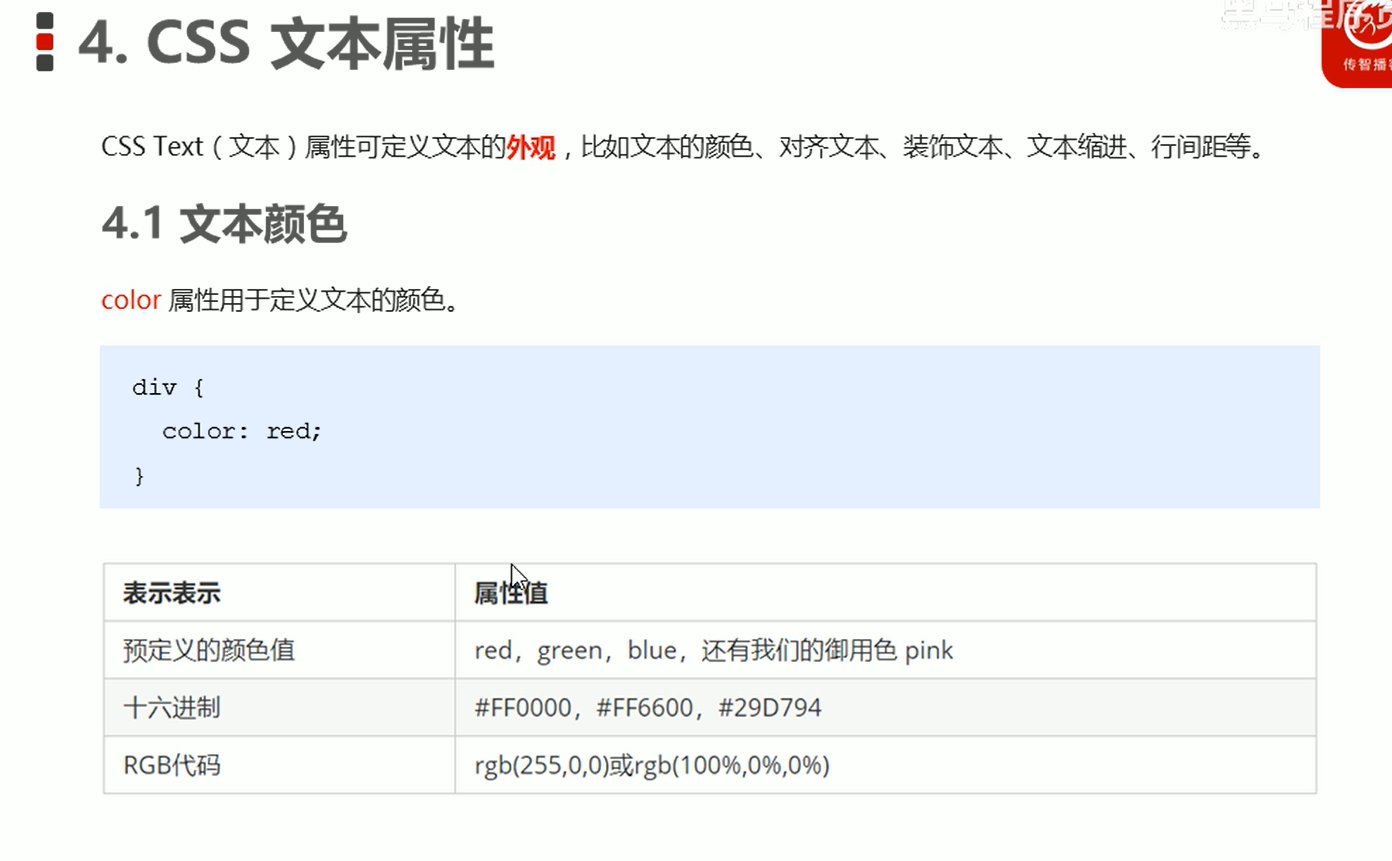 4. CSS 文本属性
传智播
CSS Text（文本）属性可定义文本的外观，比如文本的颜色、对齐文本、装饰文本、文本缩进、行间距等。
4.1 文本颜色
color 属性用于定义文本的颜色。
div {
color: red;
}
表示表示 属性值
预定义的颜色值 red，green，blue，还有我们的御用色 pink
十六进制 #FF0000，#FF6600，#29D794
RGB代码 rgb(255,0,0)或rgb(100%,0%,0%)